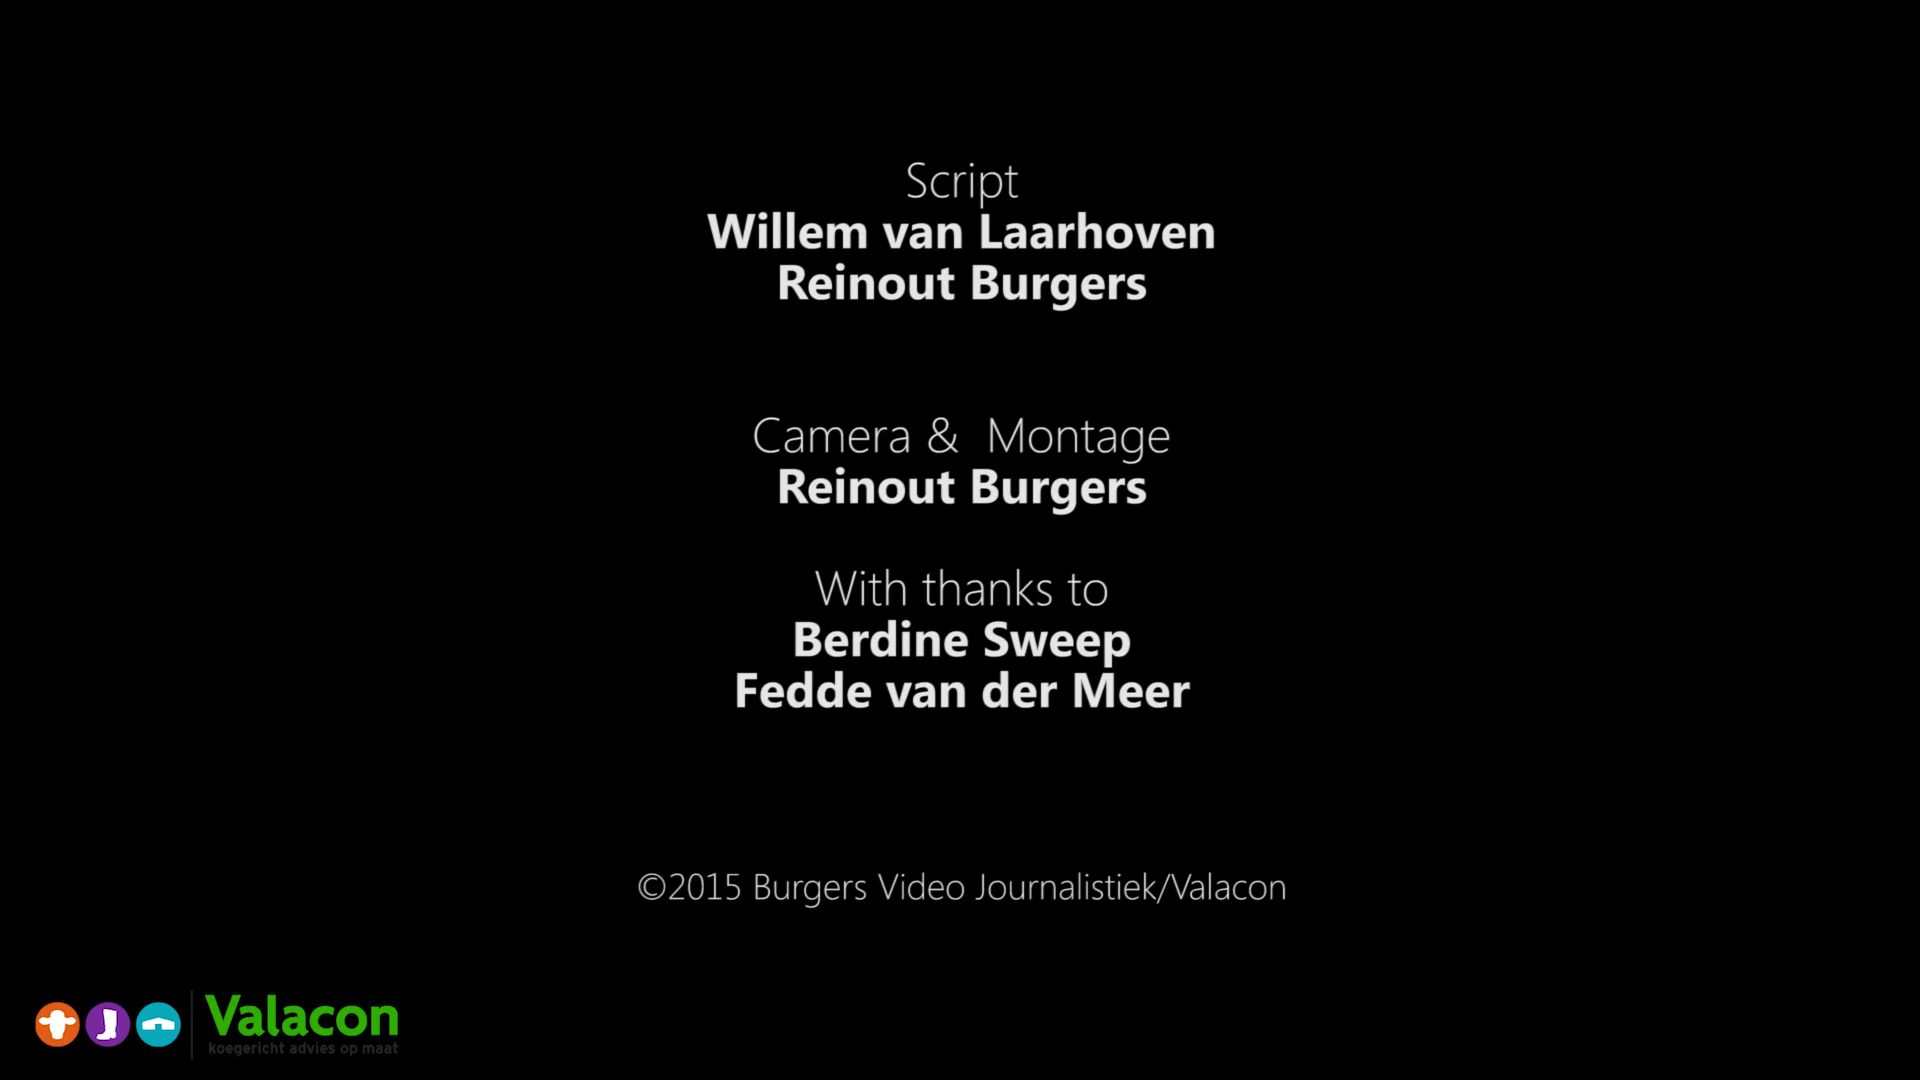 Script
Willem van Laarhoven
Reinout Burgers
Camera & Montage
Reinout Burgers
With thanks to
Berdine Sweep
Fedde van der Meer
©2015 Burgers Video Journalistiek/Valacon
Valacon
koegericht advies op maat